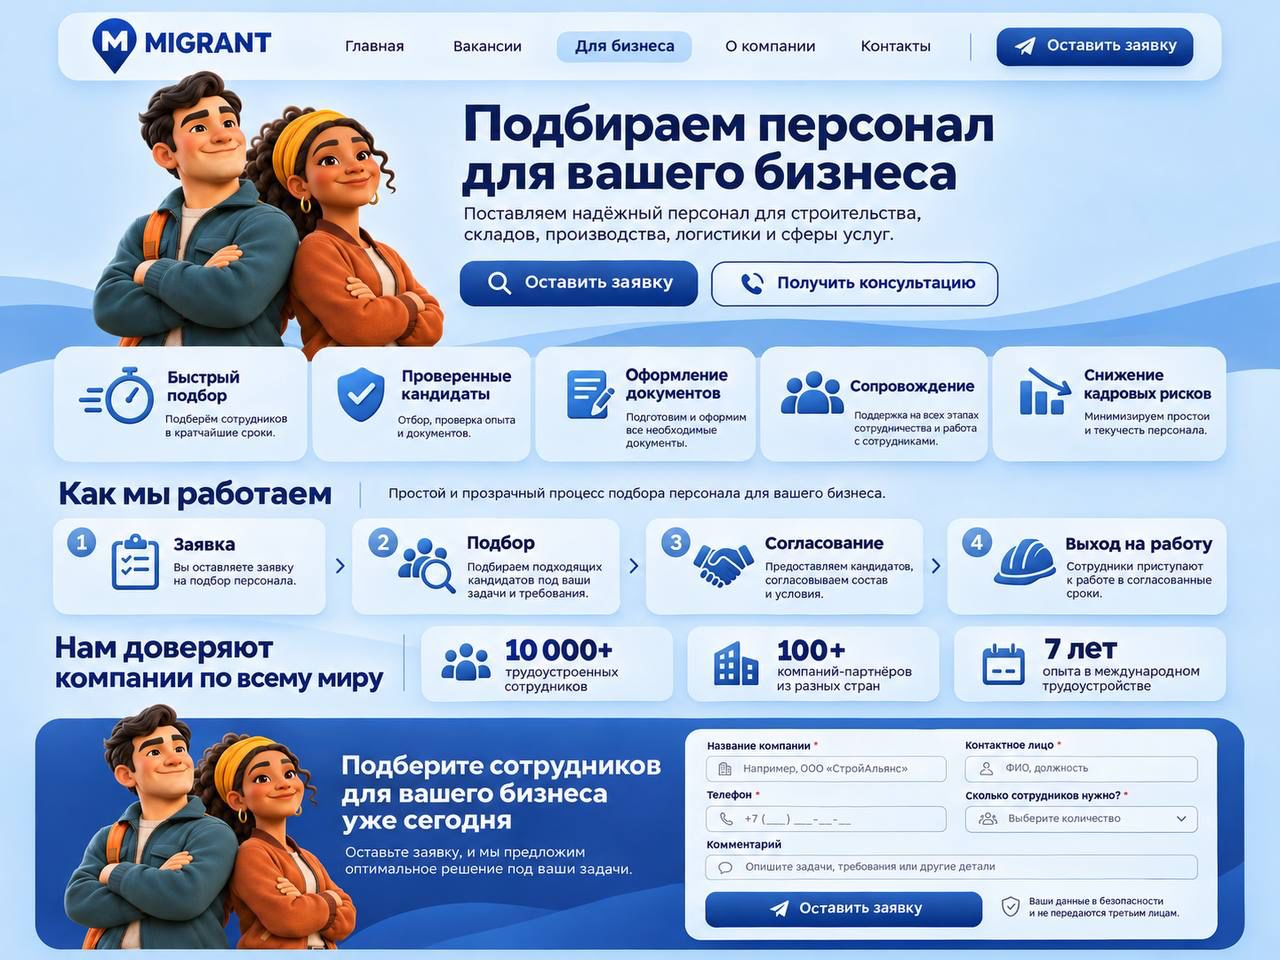 MIGRANT
Главная
Вакансии
Для бизнеса
О компании
Контакты
Оставить заявку
Подбираем персонал
для вашего бизнеса
Поставляем надёжный персонал для строительства,
складов, производства, логистики и сферы услуг.
Оставить заявку
Получить консультацию
Быстрый
подбор
Подберём сотрудников
в кратчайшие сроки.
Проверенные
кандидаты
Отбор, проверка опыта
и документов.
Оформление
документов
Подготовим и оформим
все необходимые
документы.
Сопровождение
Поддержка на всех этапах
сотрудничества и работа
с сотрудниками.
Снижение
кадровых рисков
Минимизируем простои
и текучесть персонала.
Как мы работаем
Простой и прозрачный процесс подбора персонала для вашего бизнеса.
1
Заявка
Вы оставляете заявку
на подбор персонала.
2
Подбор
Подбираем подходящих
кандидатов под ваши
задачи и требования.
3
Согласование
Предоставляем кандидатов,
согласовываем состав
и условия.
4
Выход на работу
Сотрудники приступают
к работе в согласованные
сроки.
Нам доверяют
компании по всему миру
10 000+
трудоустроенных
сотрудников
100+
компаний-партнёров
из разных стран
7 лет
опыта в международном
трудоустройстве
Подберите сотрудников
для вашего бизнеса
уже сегодня
Оставьте заявку, и мы предложим
оптимальное решение под ваши задачи.
Название компании *
Например, ООО «СтройАльянс»
Контактное лицо *
ФИО, должность
Телефон *
+7 (___) ___-__-__
Сколько сотрудников нужно? *
Выберите количество
Комментарий
Опишите задачи, требования или другие детали
Оставить заявку
Ваши данные в безопасности
и не передаются третьим лицам.